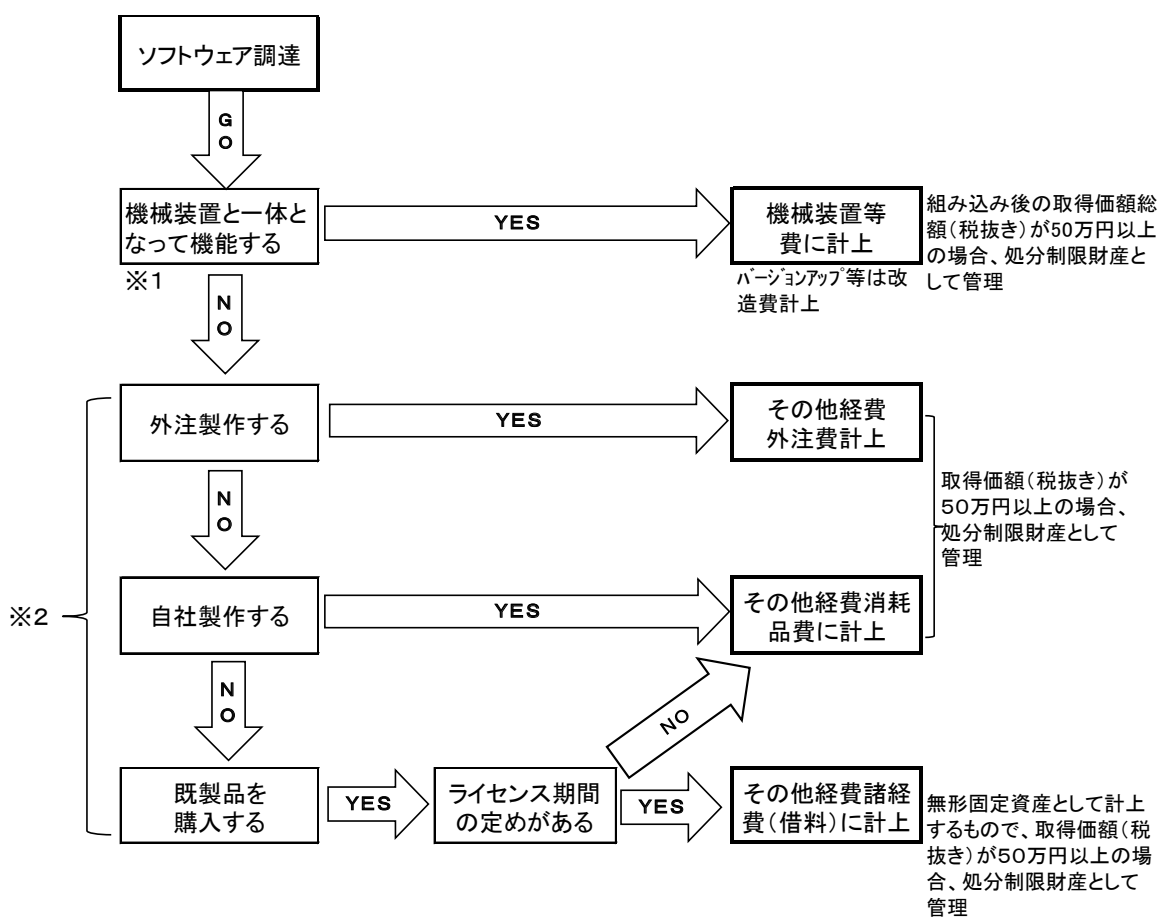 ソフトウェア調達
G
O
機械装置と一体と
なって機能する
※1
YES
機械装置等
費に計上
バージョンアップ等は改
造費計上
組み込み後の取得価額総
額(税抜き)が50万円以上
の場合、処分制限財産と
して管理
N
O
外注製作する
YES
その他経費
外注費計上
N
O
取得価額(税抜き)が
50万円以上の場合、
処分制限財産として
管理
※2
自社製作する
YES
その他経費消耗
品費に計上
N
O
NO
既製品を
購入する
YES
ライセンス期間
の定めがある
YES
その他経費諸経
費(借料)に計上
無形固定資産として計上
するもので、取得価額(税
抜き)が50万円以上の場
合、処分制限財産として
管理